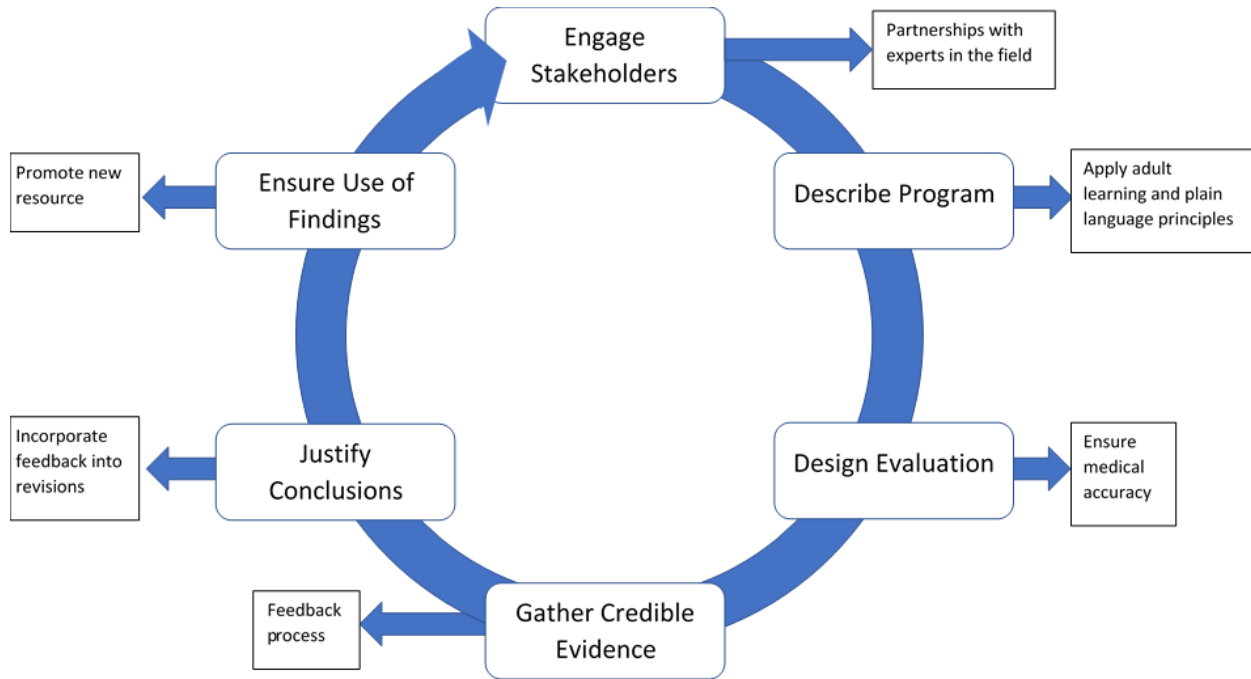 Engage
Stakeholders
Partnerships with
experts in the field
Describe Program
Apply adult
learning and plain
language principles
Design Evaluation
Ensure
medical
accuracy
Gather Credible
Evidence
Feedback
process
Justify
Conclusions
Incorporate
feedback into
revisions
Ensure Use of
Findings
Promote new
resource